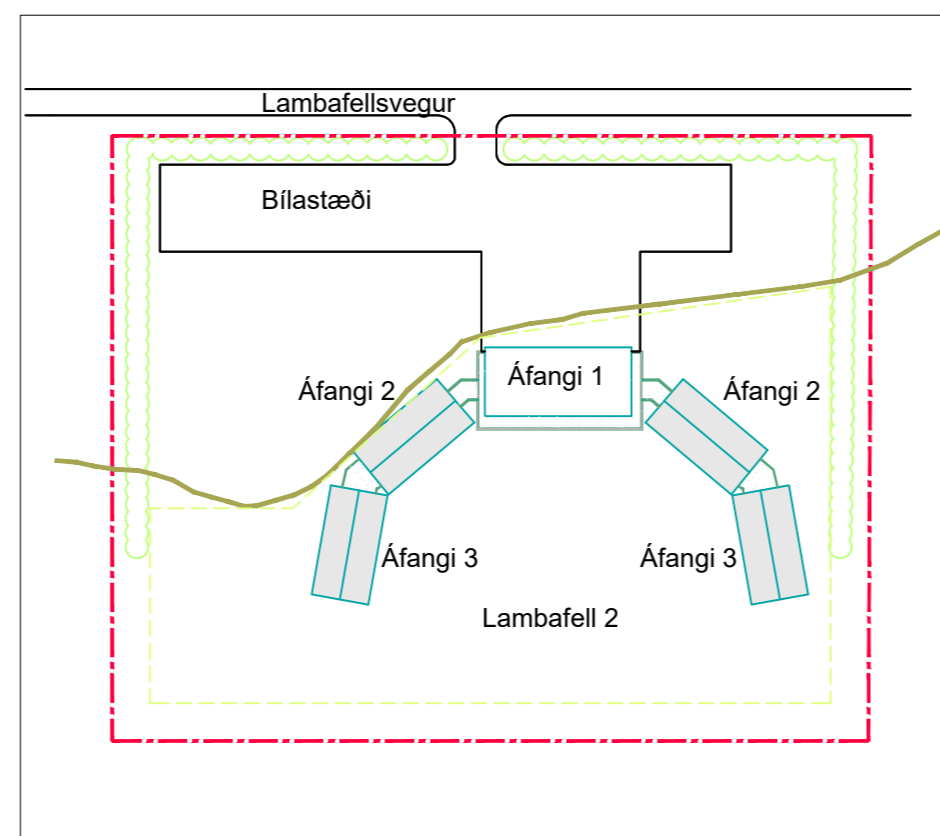 Lambafellsvegur
Bílastæði
Áfangi 1
Áfangi 2
Áfangi 2
Áfangi 3
Áfangi 3
Lambafell 2